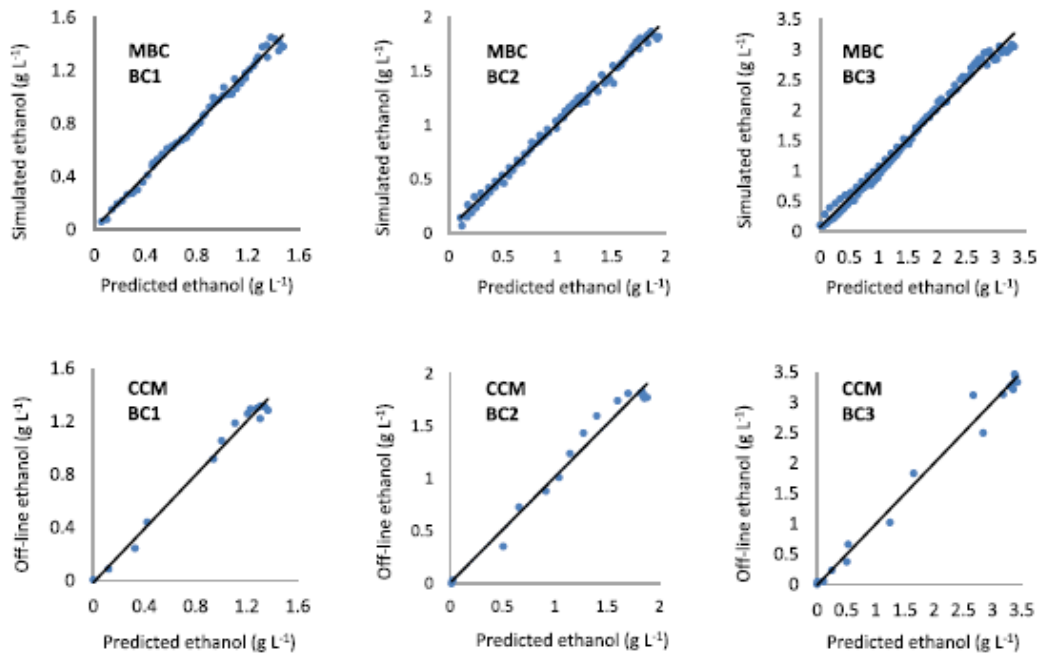 MBC
BC1
Simulated ethanol (g L-1)
1.6
1.2
0.8
0.4
0
0 0.4 0.8 1.2 1.6
Predicted ethanol (g L-1)
MBC
BC2
Simulated ethanol (g L-1)
2
1.5
1
0.5
0
0 0.5 1 1.5 2
Predicted ethanol (g L-1)
MBC
BC3
Simulated ethanol (g L-1)
3.5
3
2.5
2
1.5
1
0.5
0
0 0.5 1 1.5 2 2.5 3 3.5
Predicted ethanol (g L-1)
CCM
BC1
Off-line ethanol (g L-1)
1.6
1.2
0.8
0.4
0
0 0.4 0.8 1.2 1.6
Predicted ethanol (g L-1)
CCM
BC2
Off-line ethanol (g L-1)
2
1.5
1
0.5
0
0 0.5 1 1.5 2
Predicted ethanol (g L-1)
CCM
BC3
Off-line ethanol (g L-1)
3.5
3
2.5
2
1.5
1
0.5
0
0 0.5 1 1.5 2 2.5 3 3.5
Predicted ethanol (g L-1)